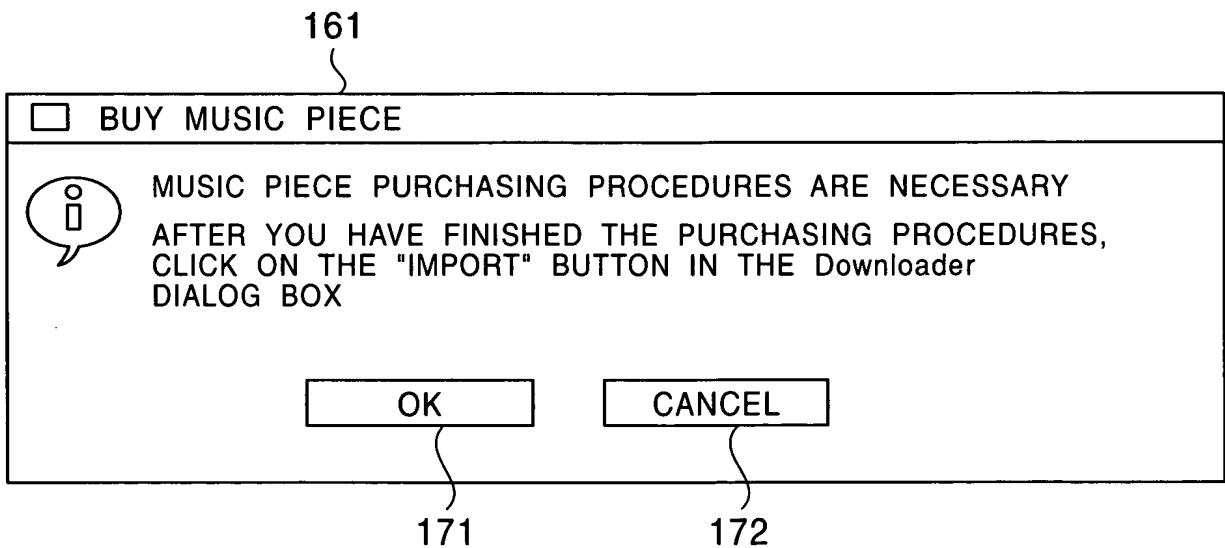 161
BUY MUSIC PIECE
MUSIC PIECE PURCHASING PROCEDURES ARE NECESSARY
AFTER YOU HAVE FINISHED THE PURCHASING PROCEDURES,
CLICK ON THE "IMPORT" BUTTON IN THE Downloader
DIALOG BOX
OK CANCEL
171 172